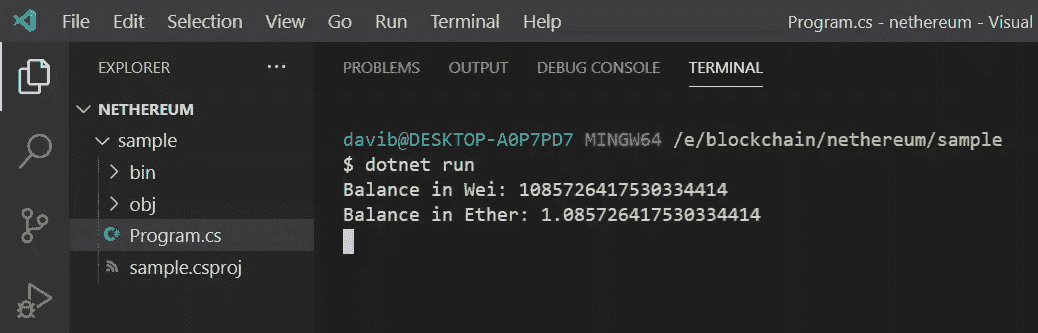 File Edit Selection View Go Run Terminal Help Program.cs - nethereum - Visual
EXPLORER ···
PROBLEMS OUTPUT DEBUG CONSOLE TERMINAL
NETHEREUM
sample
bin
obj
C# Program.cs
sample.csproj
davib@DESKTOP-A0P7PD7 MINGW64 /e/blockchain/nethereum/sample
$ dotnet run
Balance in Wei: 1085726417530334414
Balance in Ether: 1.085726417530334414